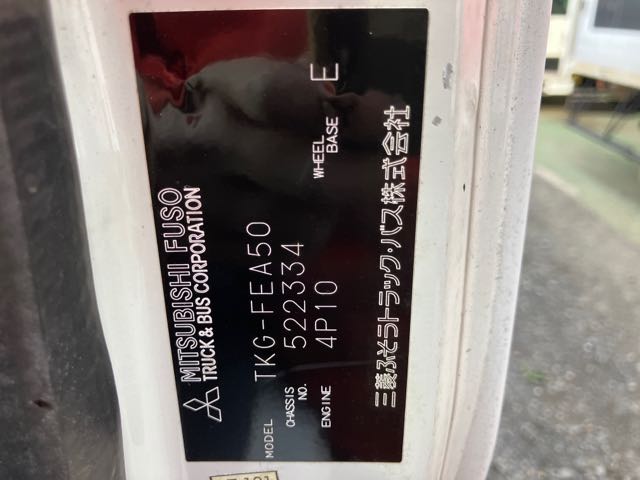 MITSUBISHI FUSO
TRUCK & BUS CORPORATION
MODEL TKG-FEA50
CHASSIS NO. 522334
ENGINE 4P10
WHEEL BASE E
三菱ふそうトラック・バス株式会社